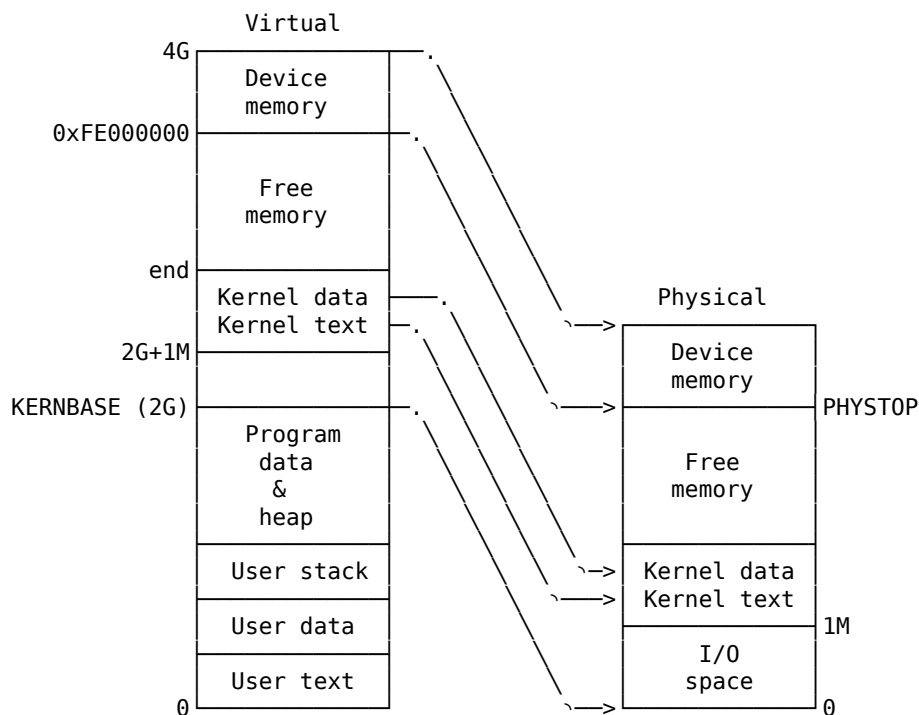 Virtual
4G
Device
memory
0xFE000000
Free
memory
end
Kernel data
Kernel text
2G+1M
KERNBASE (2G)
Program
data
&
heap
User stack
User data
User text
0
Physical
Device
memory
PHYSTOP
Free
memory
Kernel data
Kernel text
1M
I/O
space
0